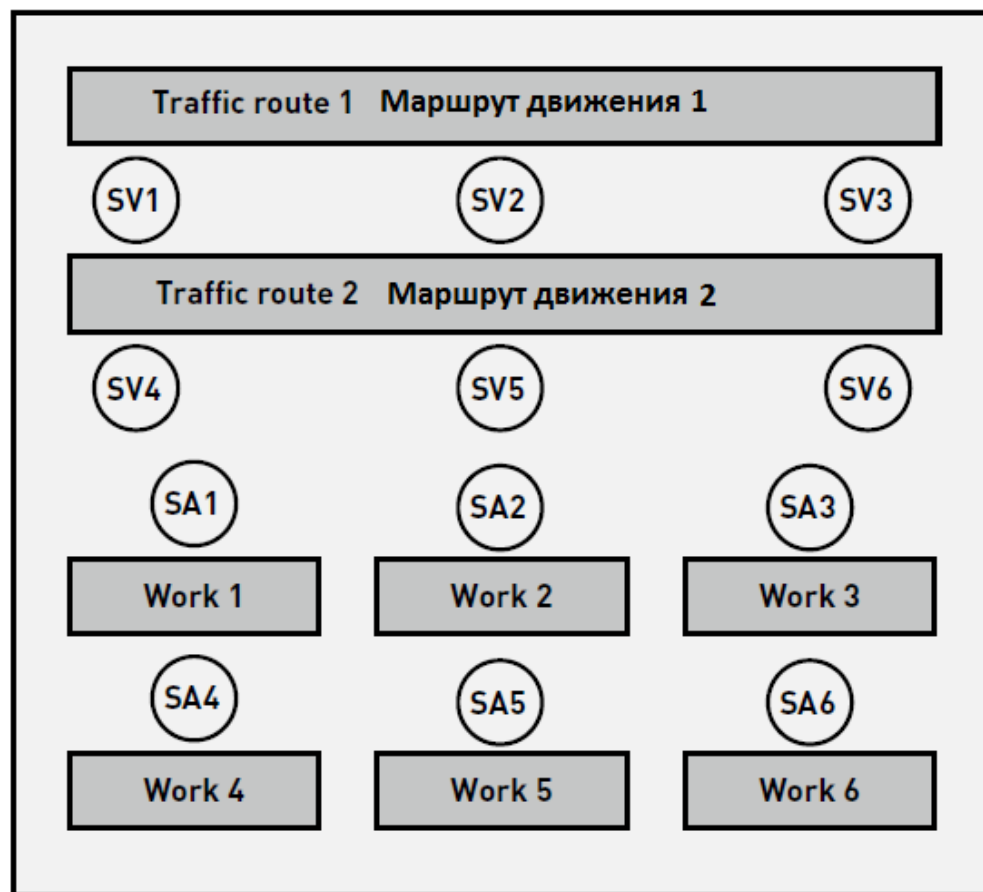 Traffic route 1 Маршрут движения 1
SV1 SV2 SV3
Traffic route 2 Маршрут движения 2
SV4 SV5 SV6
SA1 SA2 SA3
Work 1 Work 2 Work 3
SA4 SA5 SA6
Work 4 Work 5 Work 6